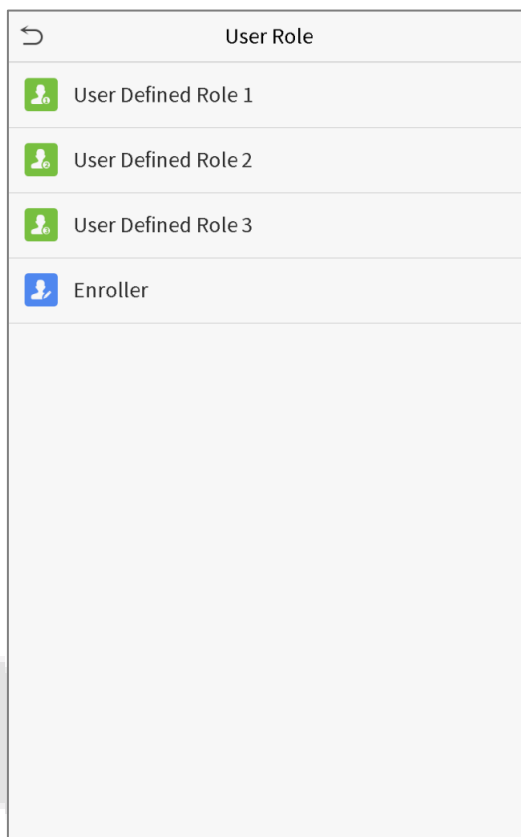 User Role
User Defined Role 1
User Defined Role 2
User Defined Role 3
Enroller